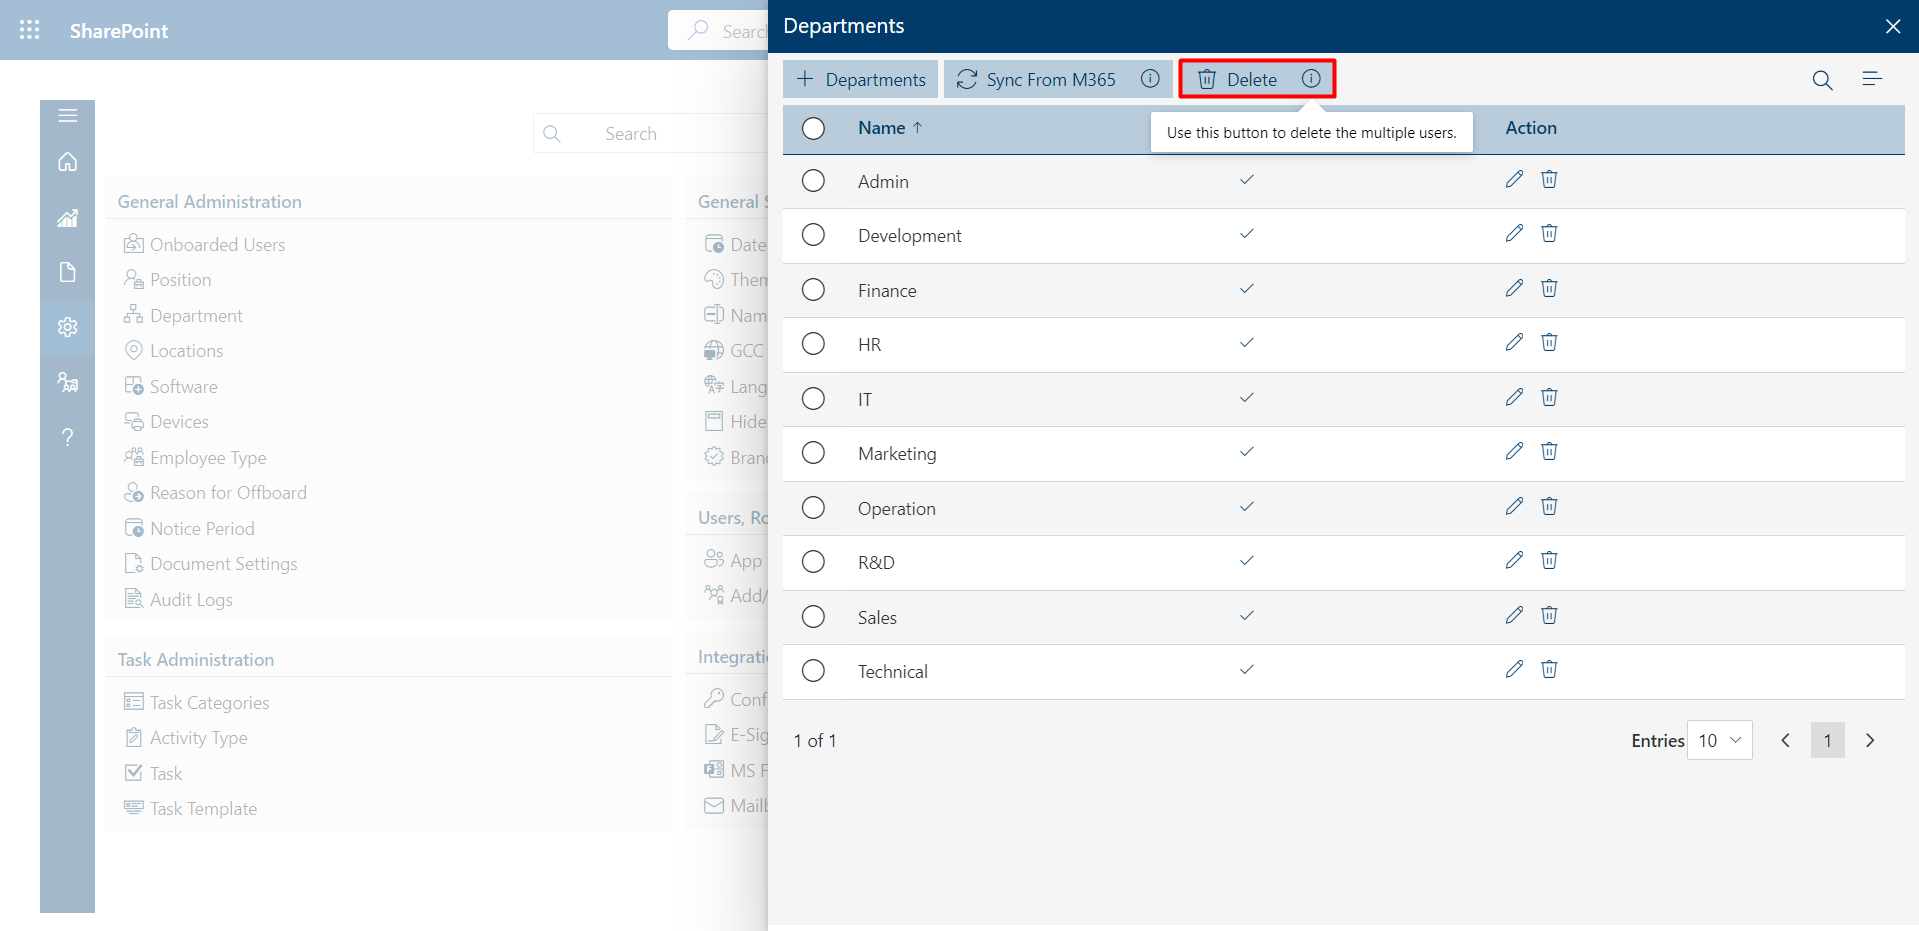 SharePoint
Search
General Administration
Onboarded Users
Position
Department
Locations
Software
Devices
Employee Type
Reason for Offboard
Notice Period
Document Settings
Audit Logs
Task Administration
Task Categories
Activity Type
Task
Task Template
General S
Date
Them
Nam
GCC
Lang
Hide
Bran
Users, Ro
App
Add/
Integrati
Conf
E-Sig
MS F
Mailb
Departments
Departments
Sync From M365
Delete
Use this button to delete the multiple users.
Name ↑
Action
Admin
Development
Finance
HR
IT
Marketing
Operation
R&D
Sales
Technical
1 of 1
Entries 10
1